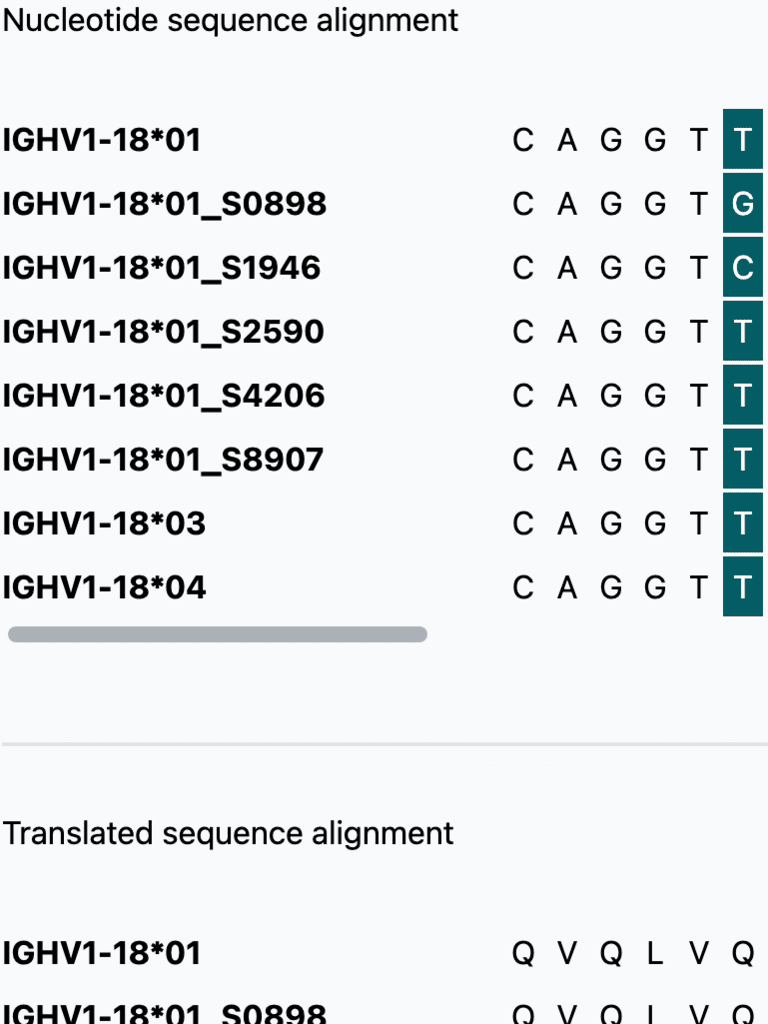 Nucleotide sequence alignment
IGHV1-18*01 C A G G T T
IGHV1-18*01_S0898 C A G G T G
IGHV1-18*01_S1946 C A G G T C
IGHV1-18*01_S2590 C A G G T T
IGHV1-18*01_S4206 C A G G T T
IGHV1-18*01_S8907 C A G G T T
IGHV1-18*03 C A G G T T
IGHV1-18*04 C A G G T T
Translated sequence alignment
IGHV1-18*01 Q V Q L V Q
IGHV1-18*01_S0898 Q V Q L V Q